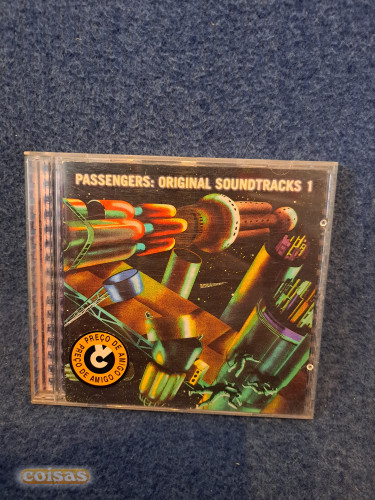 PASSENGERS: ORIGINAL SOUNDTRACKS 1
PREÇO DE AMIGO
PREÇO DE AMIGO
coisas